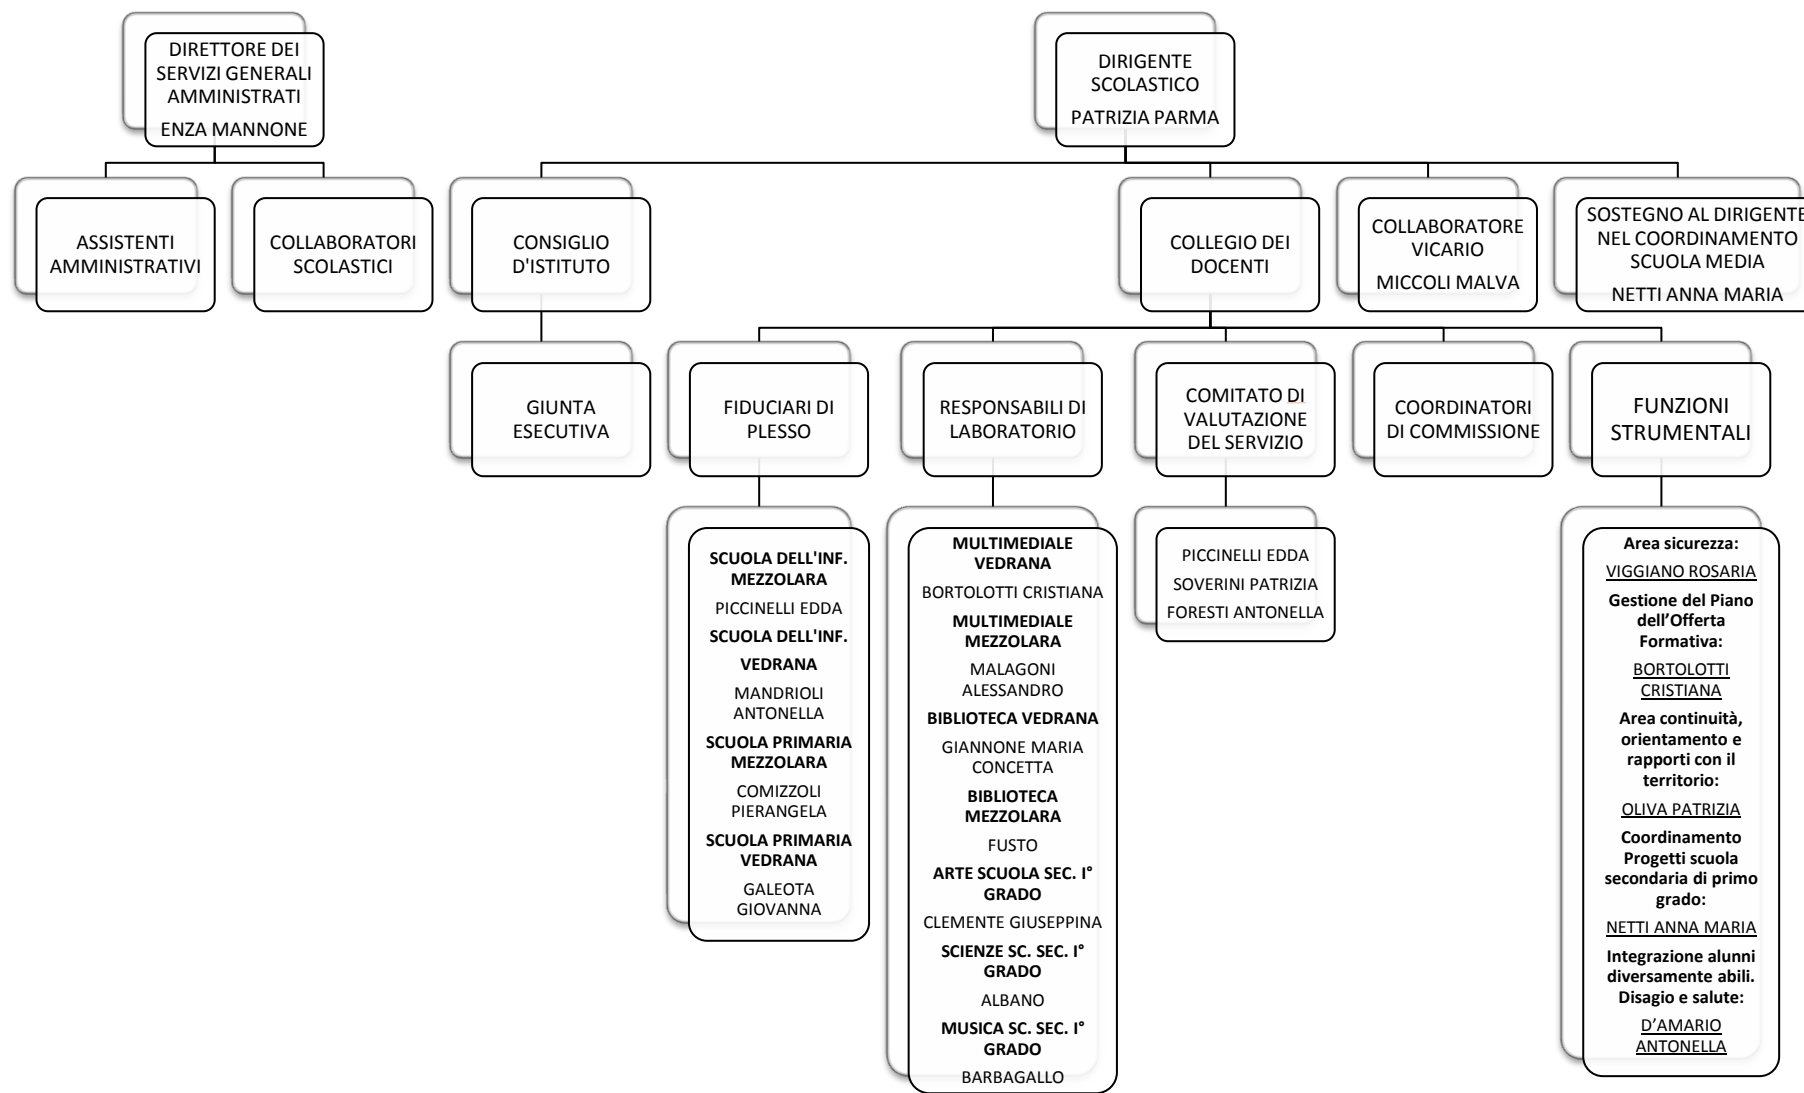 DIRETTORE DEI
SERVIZI GENERALI
AMMINISTRATI
ENZA MANNONE
DIRIGENTE
SCOLASTICO
PATRIZIA PARMA
ASSISTENTI
AMMINISTRATIVI
COLLABORATORI
SCOLASTICI
CONSIGLIO
D'ISTITUTO
COLLEGIO DEI
DOCENTI
COLLABORATORE
VICARIO
MICCOLI MALVA
SOSTEGNO AL DIRIGENTE
NEL COORDINAMENTO
SCUOLA MEDIA
NETTI ANNA MARIA
GIUNTA
ESECUTIVA
FIDUCIARI DI
PLESSO
RESPONSABILI DI
LABORATORIO
COMITATO DI
VALUTAZIONE
DEL SERVIZIO
COORDINATORI
DI COMMISSIONE
FUNZIONI
STRUMENTALI
SCUOLA DELL'INF.
MEZZOLARA
PICCINELLI EDDA
SCUOLA DELL'INF.
VEDRANA
MANDRIOLI
ANTONELLA
SCUOLA PRIMARIA
MEZZOLARA
COMIZZOLI
PIERANGELA
SCUOLA PRIMARIA
VEDRANA
GALEOTA
GIOVANNA
MULTIMEDIALE
VEDRANA
BORTOLOTTI CRISTIANA
MULTIMEDIALE
MEZZOLARA
MALAGONI
ALESSANDRO
BIBLIOTECA VEDRANA
GIANNONE MARIA
CONCETTA
BIBLIOTECA
MEZZOLARA
FUSTO
ARTE SCUOLA SEC. I°
GRADO
CLEMENTE GIUSEPPINA
SCIENZE SC. SEC. I°
GRADO
ALBANO
MUSICA SC. SEC. I°
GRADO
BARBAGALLO
PICCINELLI EDDA
SOVERINI PATRIZIA
FORESTI ANTONELLA
Area sicurezza:
VIGGIANO ROSARIA
Gestione del Piano
dell’Offerta
Formativa:
BORTOLOTTI
CRISTIANA
Area continuità,
orientamento e
rapporti con il
territorio:
OLIVA PATRIZIA
Coordinamento
Progetti scuola
secondaria di primo
grado:
NETTI ANNA MARIA
Integrazione alunni
diversamente abili.
Disagio e salute:
D’AMARIO
ANTONELLA